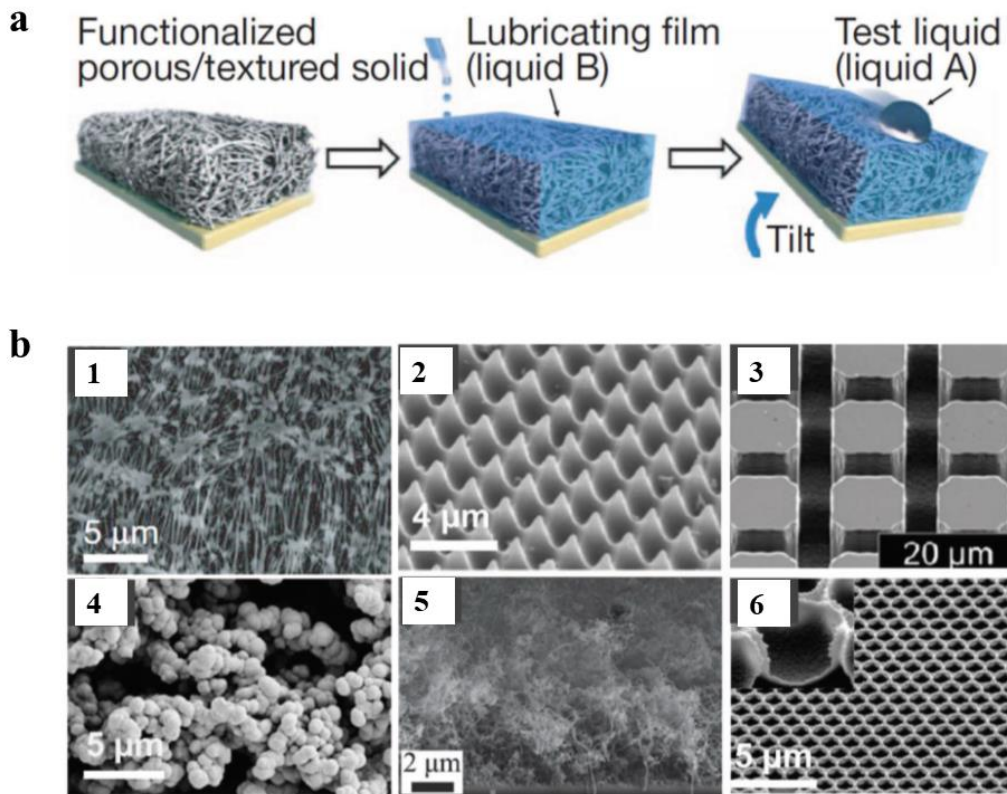 a
Functionalized
porous/textured solid
Lubricating film
(liquid B)
Test liquid
(liquid A)
Tilt
b
1
5 µm
2
4 µm
3
20 µm
4
5 µm
5
2 µm
6
5 µm